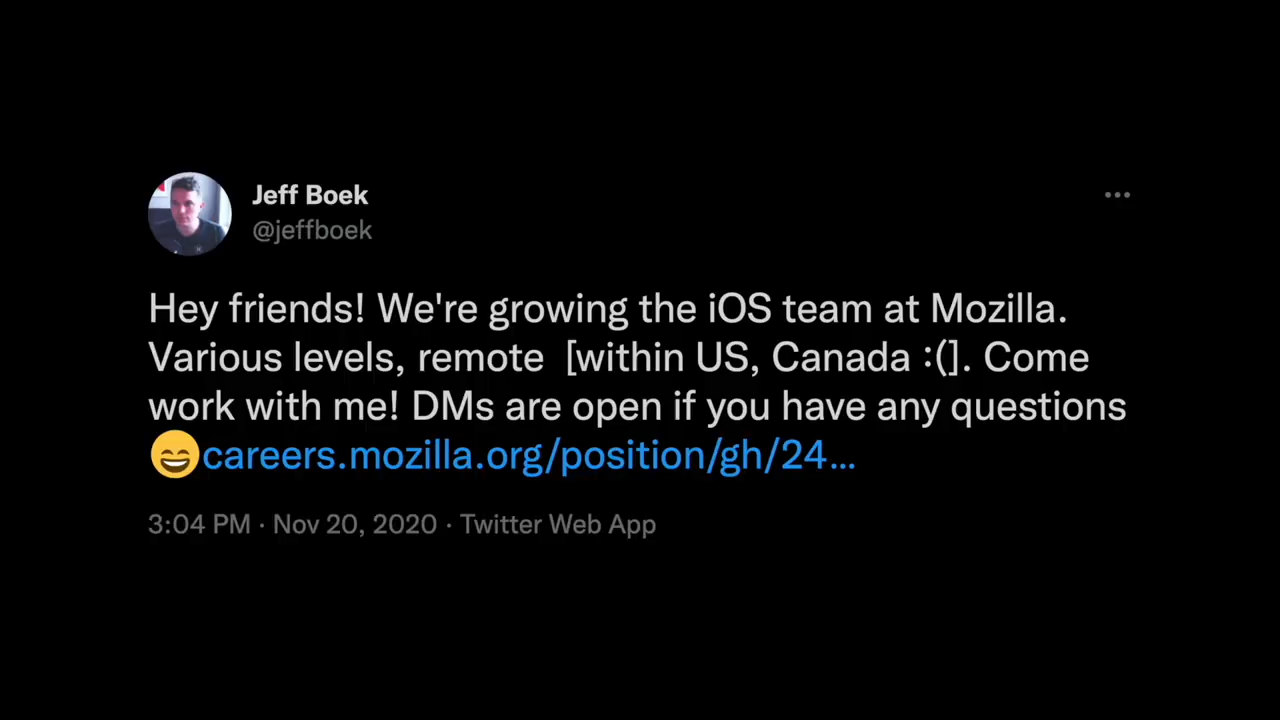 Jeff Boek
@jeffboek
Hey friends! We're growing the iOS team at Mozilla.
Various levels, remote  [within US, Canada :(]. Come
work with me! DMs are open if you have any questions
😄careers.mozilla.org/position/gh/24…
3:04 PM · Nov 20, 2020 · Twitter Web App